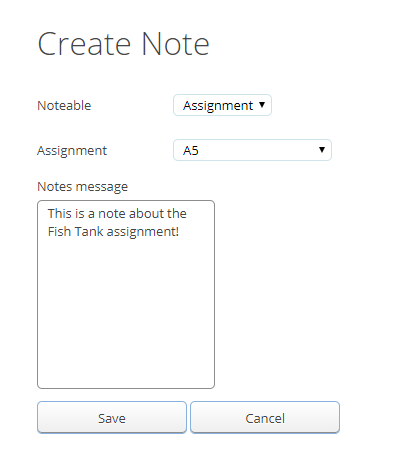 Create Note
Noteable Assignment
Assignment A5
Notes message
This is a note about the
Fish Tank assignment!
Save Cancel